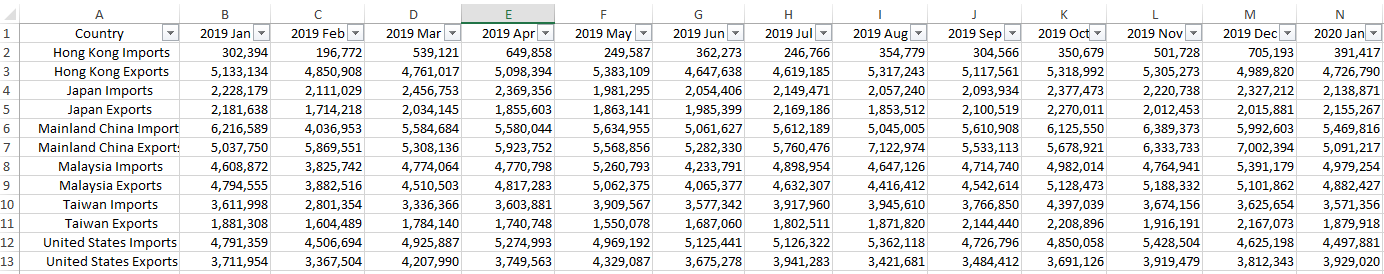 A B C D E F G H I J K L M N
1 Country 2019 Jan 2019 Feb 2019 Mar 2019 Apr 2019 May 2019 Jun 2019 Jul 2019 Aug 2019 Sep 2019 Oct 2019 Nov 2019 Dec 2020 Jan
2 Hong Kong Imports 302,394 196,772 539,121 649,858 249,587 362,273 246,766 354,779 304,566 350,679 501,728 705,193 391,417
3 Hong Kong Exports 5,133,134 4,850,908 4,761,017 5,098,394 5,383,109 4,647,638 4,619,185 5,317,243 5,117,561 5,318,992 5,305,273 4,989,820 4,726,790
4 Japan Imports 2,228,179 2,111,029 2,456,753 2,369,356 1,981,295 2,054,406 2,149,471 2,057,240 2,093,934 2,377,473 2,220,738 2,327,212 2,138,871
5 Japan Exports 2,181,638 1,714,218 2,034,145 1,855,603 1,863,141 1,985,399 2,169,186 1,853,512 2,100,519 2,270,011 2,012,453 2,015,881 2,155,267
6 Mainland China Import 6,216,589 4,036,953 5,584,684 5,580,044 5,634,955 5,061,627 5,612,189 5,045,005 5,610,908 6,125,550 6,389,373 5,992,603 5,469,816
7 Mainland China Exports 5,037,750 5,869,551 5,308,136 5,923,752 5,568,856 5,282,330 5,760,476 7,122,974 5,533,113 5,678,921 6,333,733 7,002,394 5,091,217
8 Malaysia Imports 4,608,872 3,825,742 4,774,064 4,770,798 5,260,793 4,233,791 4,898,954 4,647,126 4,714,740 4,982,014 4,764,941 5,391,179 4,979,254
9 Malaysia Exports 4,794,555 3,882,516 4,510,503 4,817,283 5,062,375 4,065,377 4,632,307 4,416,412 4,542,614 5,128,473 5,188,332 5,101,862 4,882,427
10 Taiwan Imports 3,611,998 2,801,354 3,336,366 3,603,881 3,909,567 3,577,342 3,917,960 3,945,610 3,766,850 4,397,039 3,674,156 3,625,654 3,571,356
11 Taiwan Exports 1,881,308 1,604,489 1,784,140 1,740,748 1,550,078 1,687,060 1,802,511 1,871,820 2,144,440 2,208,896 1,916,191 2,167,073 1,879,918
12 United States Imports 4,791,359 4,506,694 4,925,887 5,274,993 4,969,192 5,125,441 5,126,322 5,362,118 4,726,796 4,850,058 5,428,504 4,625,198 4,497,881
13 United States Exports 3,711,954 3,367,504 4,207,990 3,749,563 4,329,087 3,675,278 3,941,283 3,421,681 3,484,412 3,691,126 3,919,479 3,812,343 3,929,020